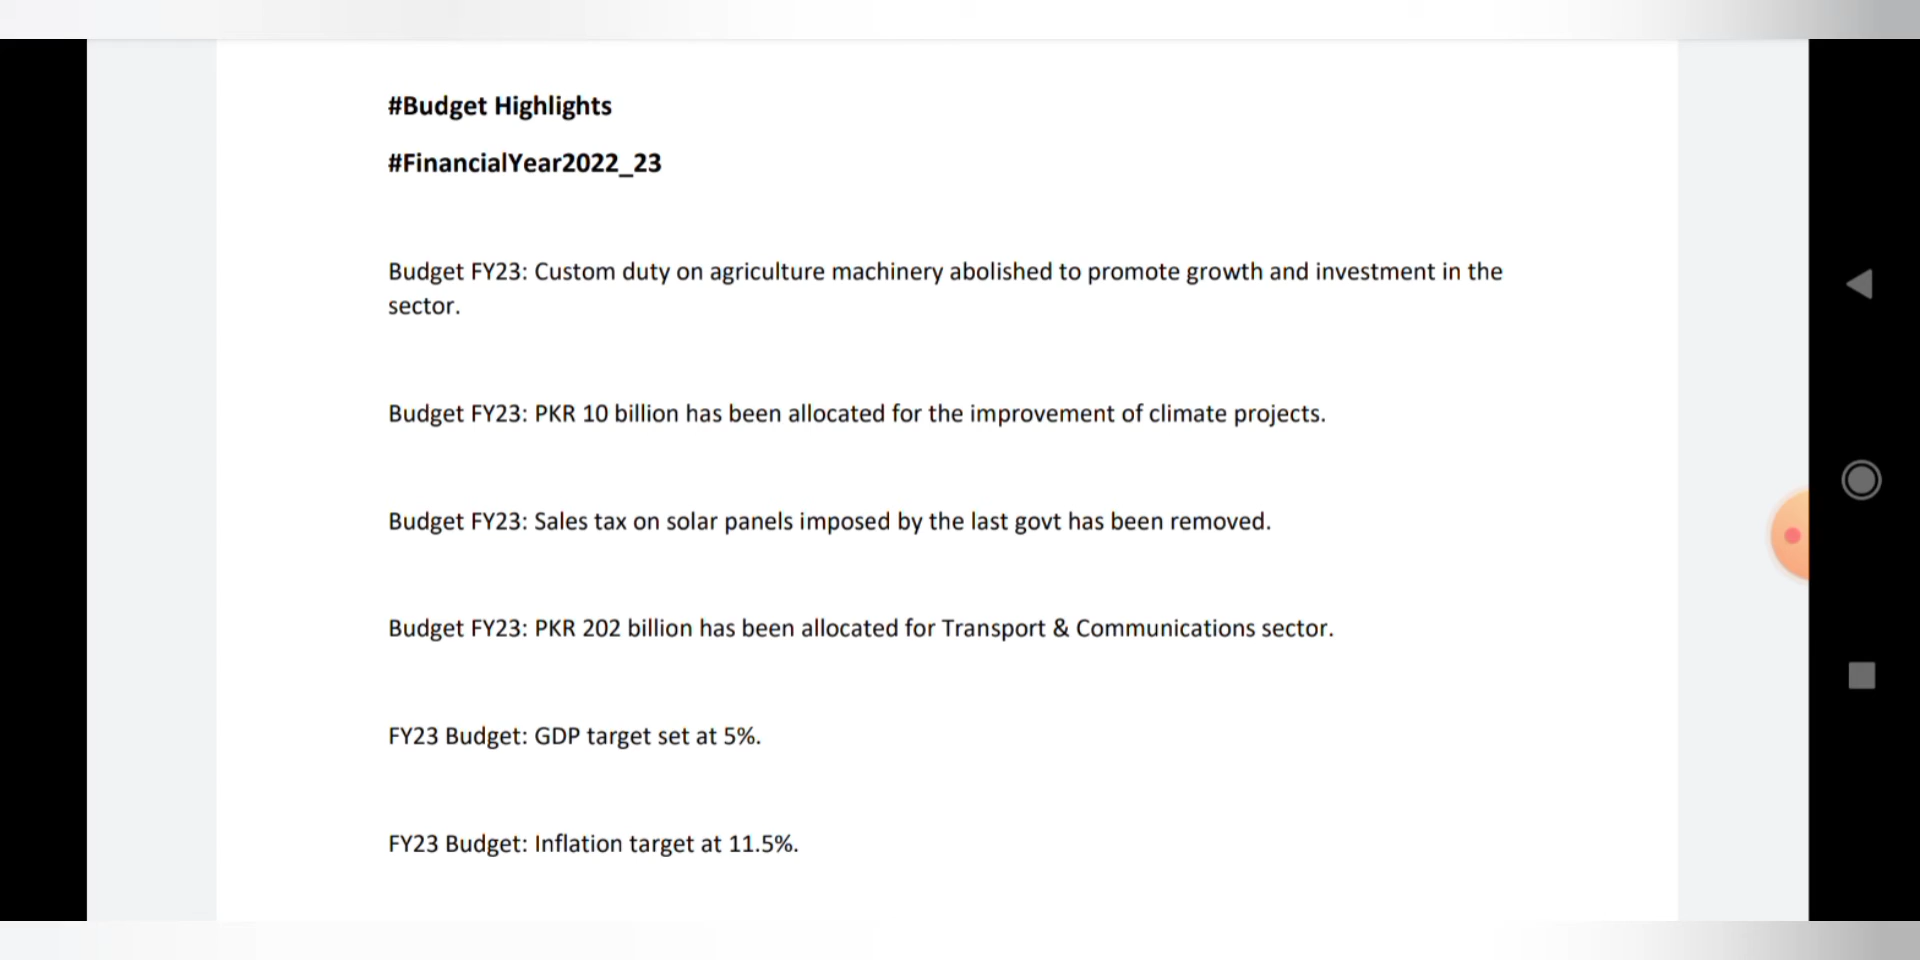 #Budget Highlights
#FinancialYear2022_23
Budget FY23: Custom duty on agriculture machinery abolished to promote growth and investment in the
sector.
Budget FY23: PKR 10 billion has been allocated for the improvement of climate projects.
Budget FY23: Sales tax on solar panels imposed by the last govt has been removed.
Budget FY23: PKR 202 billion has been allocated for Transport & Communications sector.
FY23 Budget: GDP target set at 5%.
FY23 Budget: Inflation target at 11.5%.